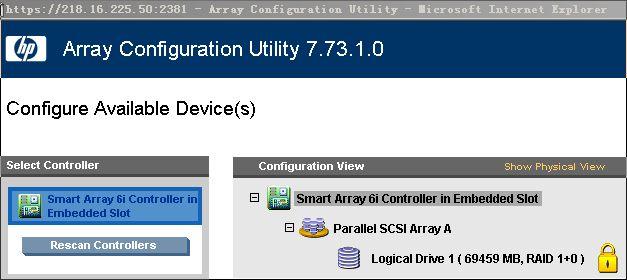 https://218.16.225.50:2381 - Array Configuration Utility - Microsoft Internet Explorer
hp
Array Configuration Utility 7.73.1.0
Configure Available Device(s)
Select Controller
Smart Array 6i Controller in
Embedded Slot
Rescan Controllers
Configuration View
Show Physical View
Smart Array 6i Controller in Embedded Slot
Parallel SCSI Array A
Logical Drive 1 ( 69459 MB, RAID 1+0 )